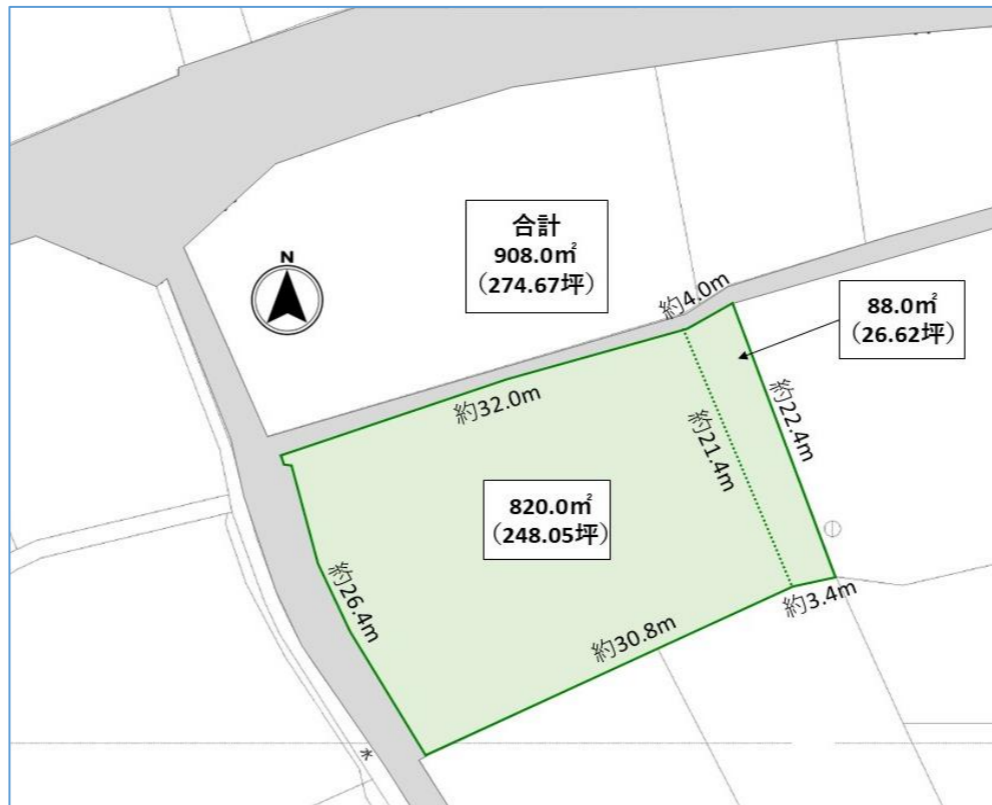 合計
908.0㎡
（274.67坪）
N
約4.0m
88.0㎡
（26.62坪）
約32.0m
約22.4m
約21.4m
820.0㎡
（248.05坪）
約26.4m
約30.8m
約3.4m
水